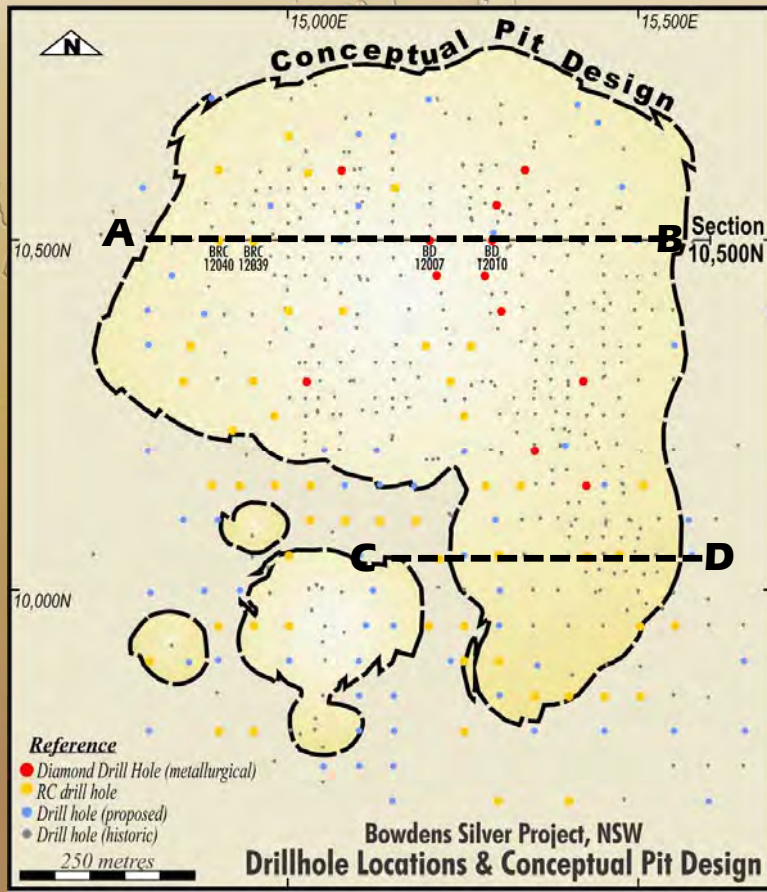 15,000E
15,500E
N
Conceptual Pit Design
A
B
Section
10,500N
10,500N
BRC
12040
BRC
12039
BD
12007
BD
12010
C
D
10,000N
Reference
Diamond Drill Hole (metallurgical)
RC drill hole
Drill hole (proposed)
Drill hole (historic)
250 metres
Bowdens Silver Project, NSW
Drillhole Locations & Conceptual Pit Design